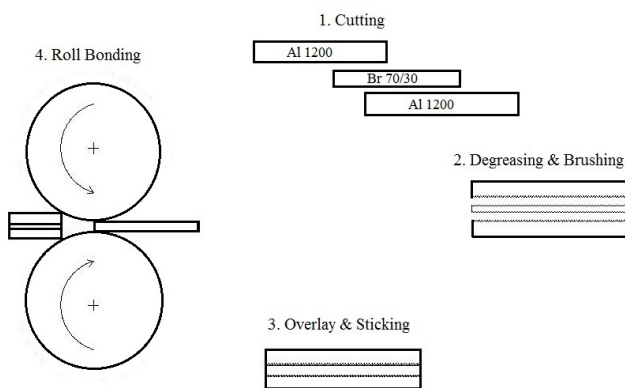 1. Cutting
Al 1200
Br 70/30
Al 1200
2. Degreasing & Brushing
3. Overlay & Sticking
4. Roll Bonding